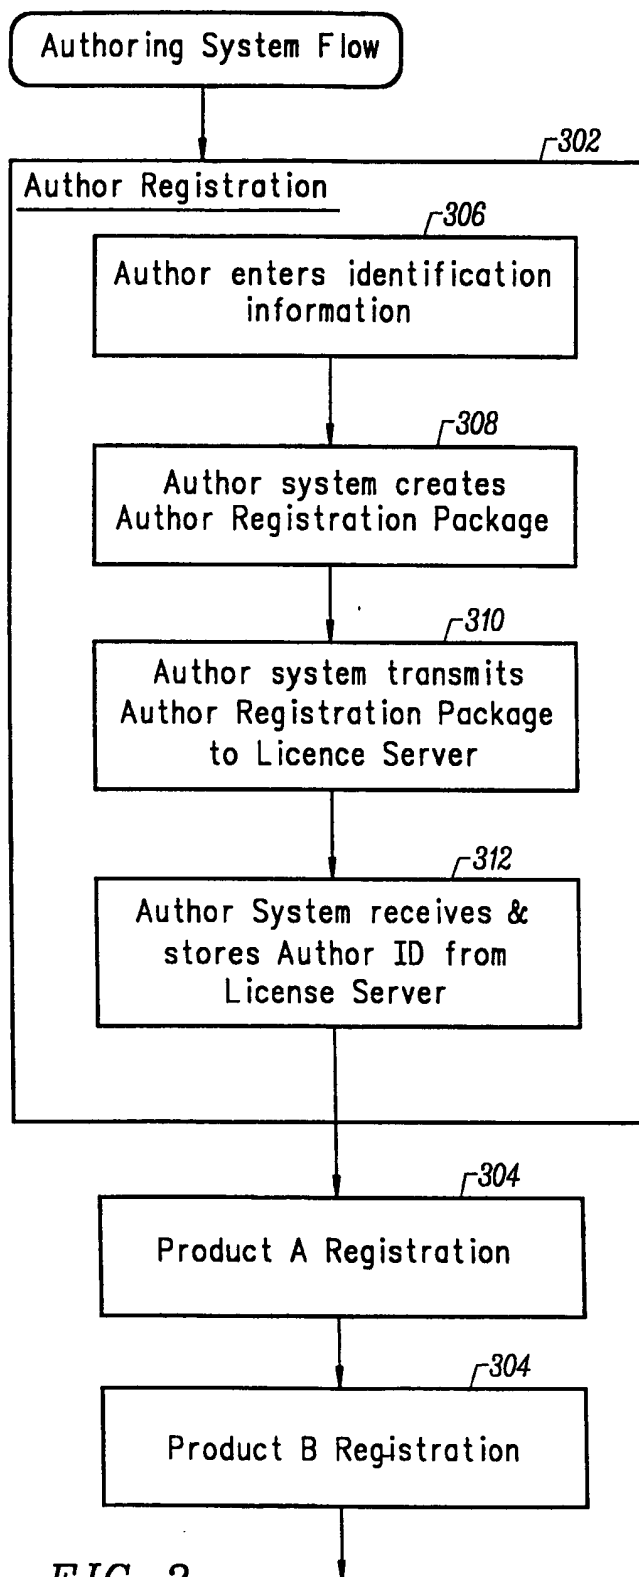 Authoring System Flow
302
Author Registration
306
Author enters identification
information
308
Author system creates
Author Registration Package
310
Author system transmits
Author Registration Package
to Licence Server
312
Author System receives &
stores Author ID from
License Server
304
Product A Registration
304
Product B Registration
FIG.